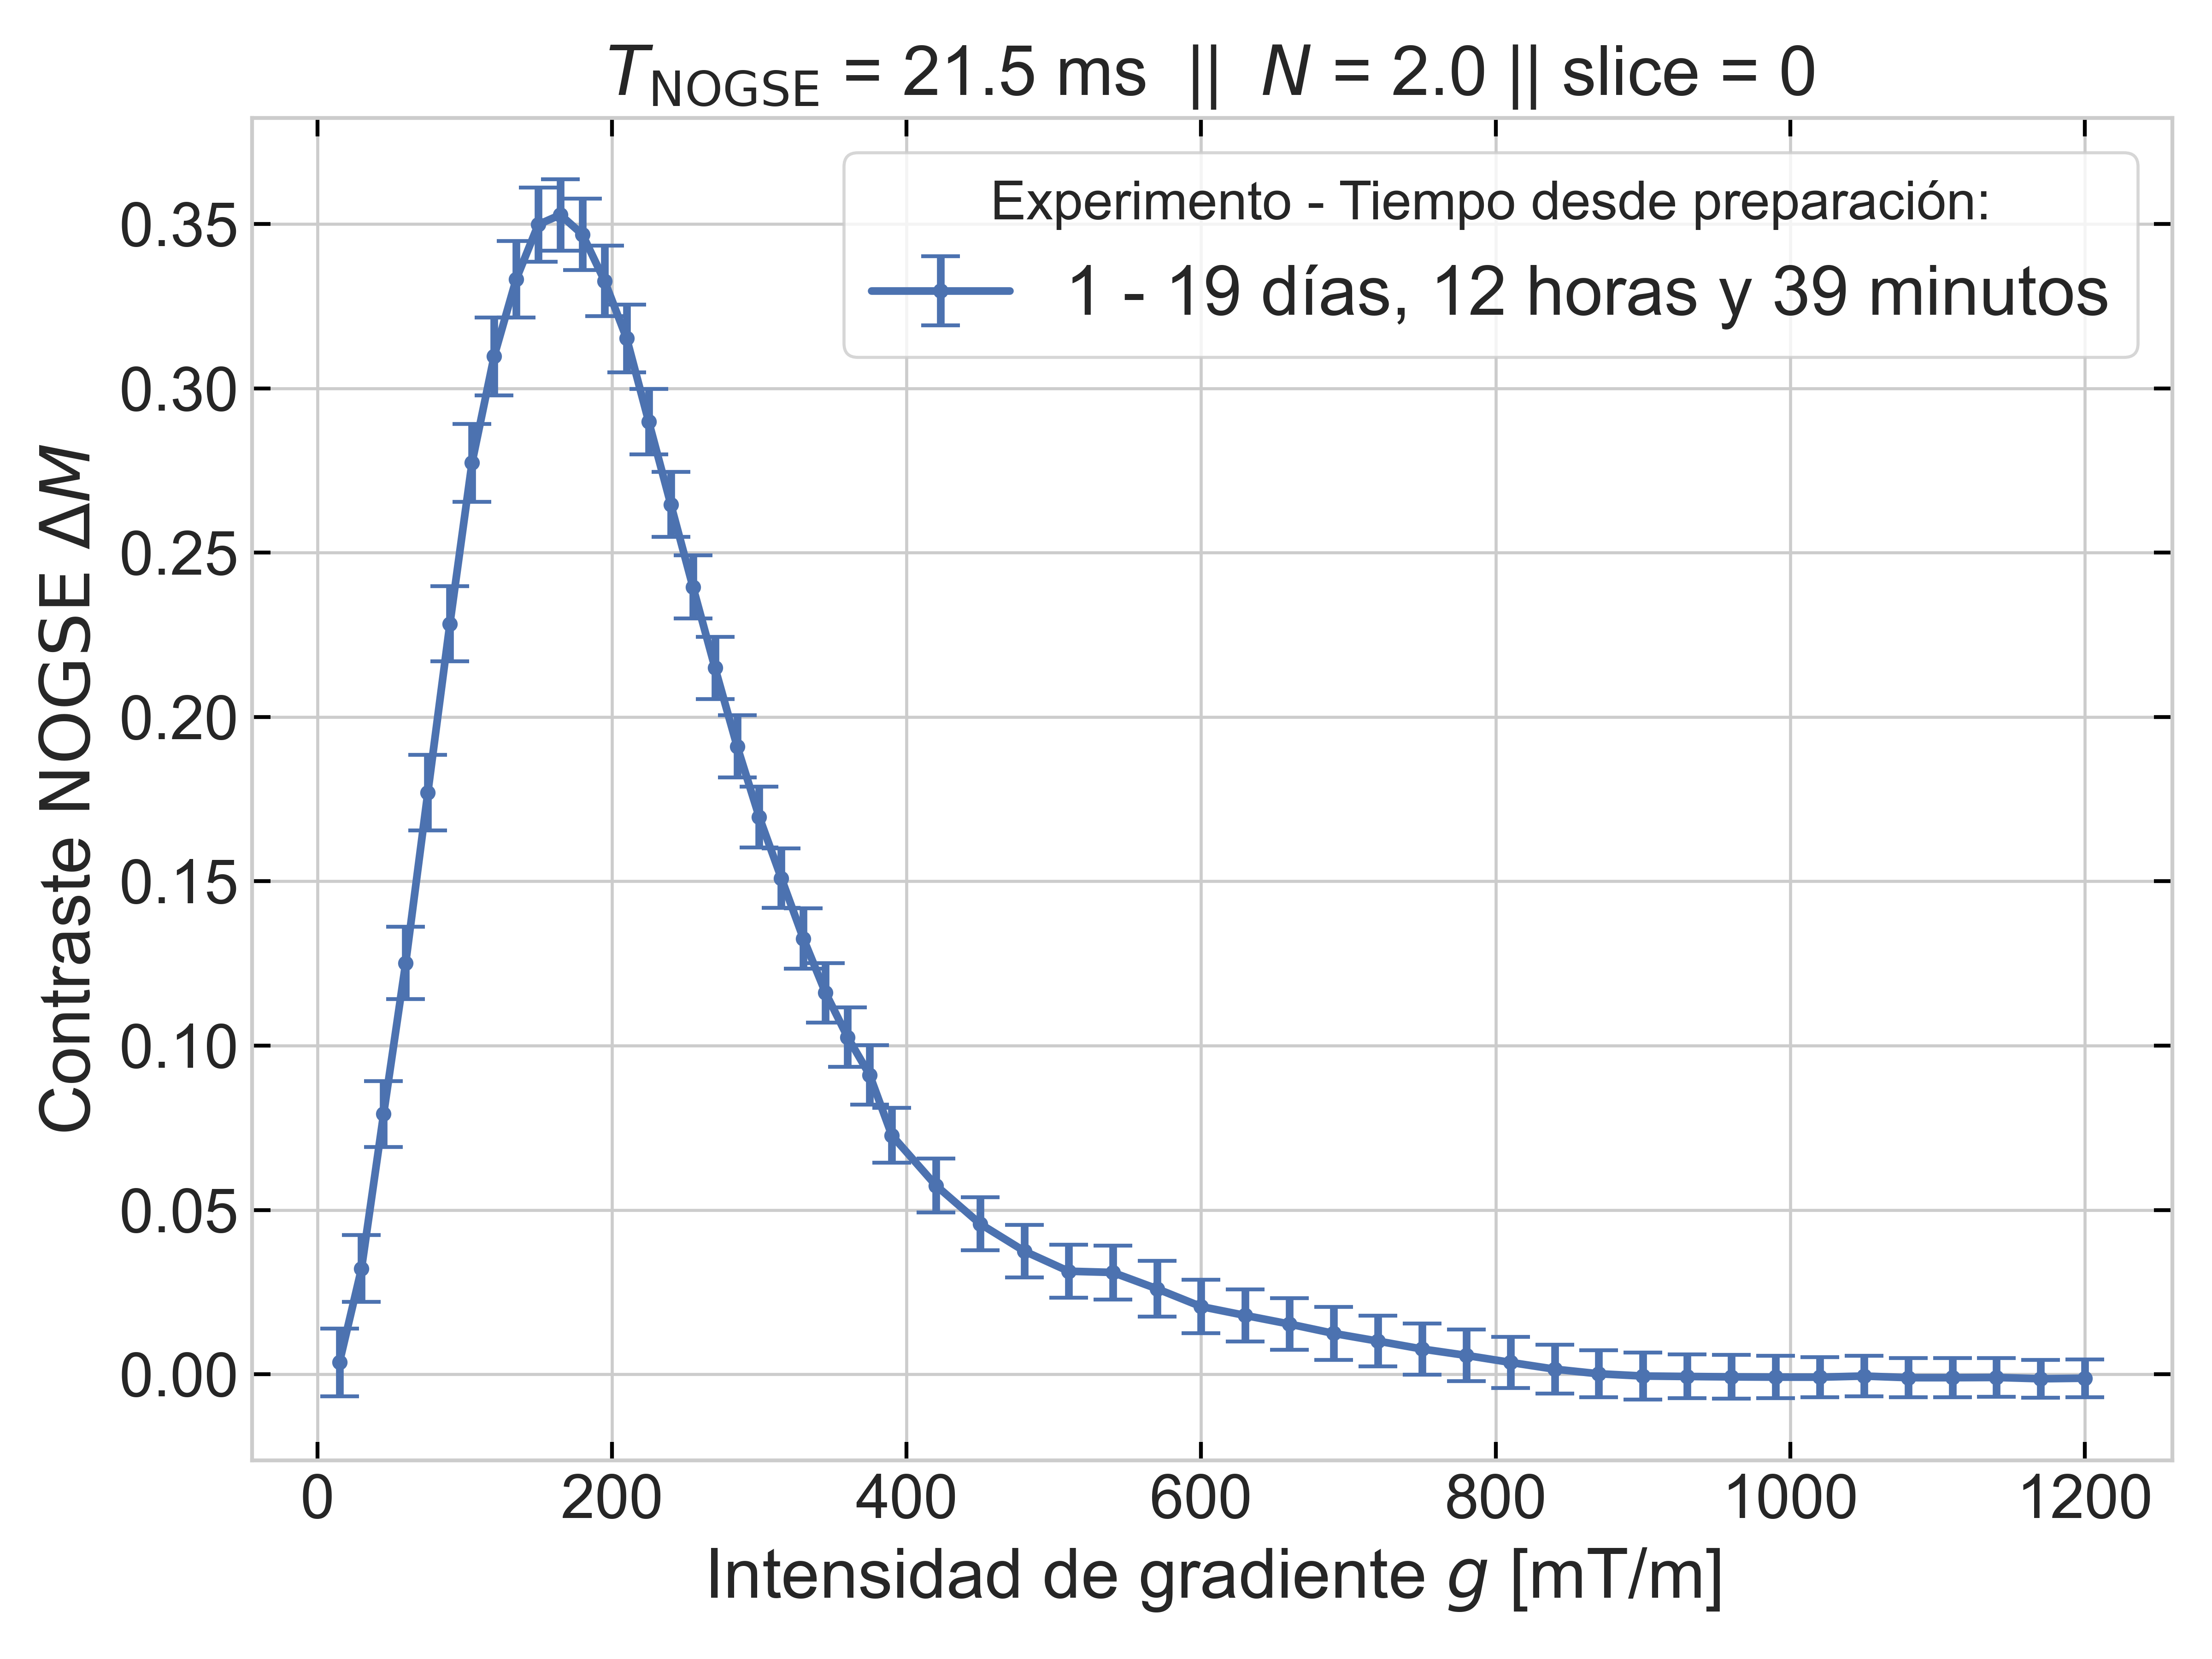 T_NOGSE = 21.5 ms || N = 2.0 || slice = 0
Experimento - Tiempo desde preparación:
1 - 19 días, 12 horas y 39 minutos
Contraste NOGSE ΔM
0.35
0.30
0.25
0.20
0.15
0.10
0.05
0.00
0 200 400 600 800 1000 1200
Intensidad de gradiente g [mT/m]